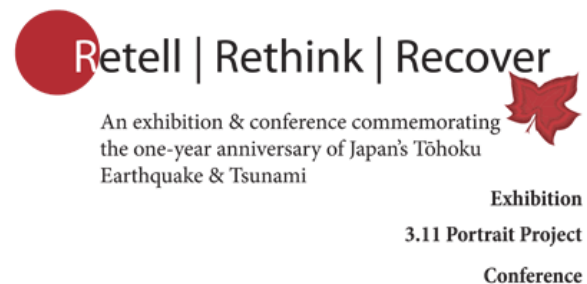 Retell | Rethink | Recover
An exhibition & conference commemorating
the one-year anniversary of Japan's Tōhoku
Earthquake & Tsunami
Exhibition
3.11 Portrait Project
Conference